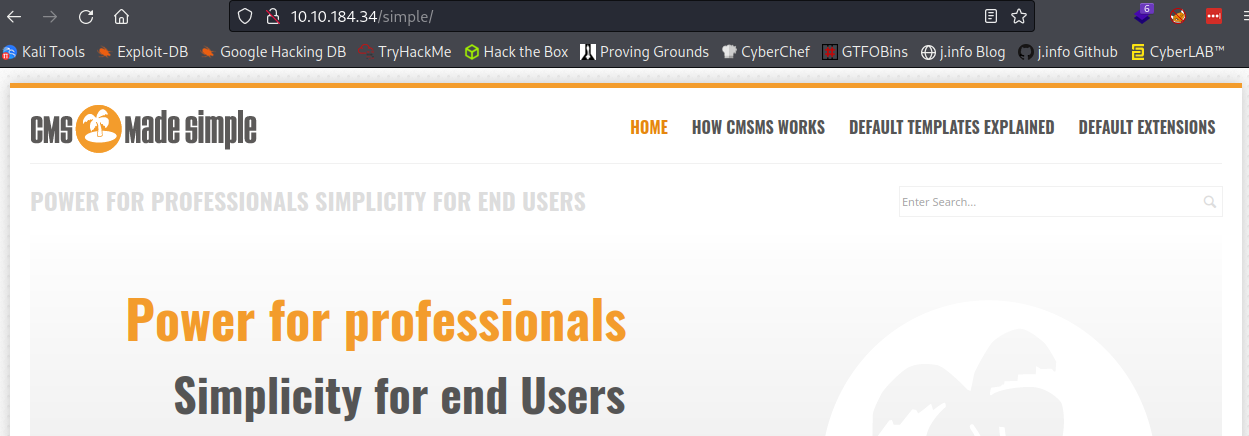 10.10.184.34/simple/
6
Kali Tools Exploit-DB Google Hacking DB TryHackMe Hack the Box Proving Grounds CyberChef GTFOBins j.info Blog j.info Github CyberLAB™
CMS made simple
HOME HOW CMSMS WORKS DEFAULT TEMPLATES EXPLAINED DEFAULT EXTENSIONS
POWER FOR PROFESSIONALS SIMPLICITY FOR END USERS
Enter Search...
Power for professionals
Simplicity for end Users